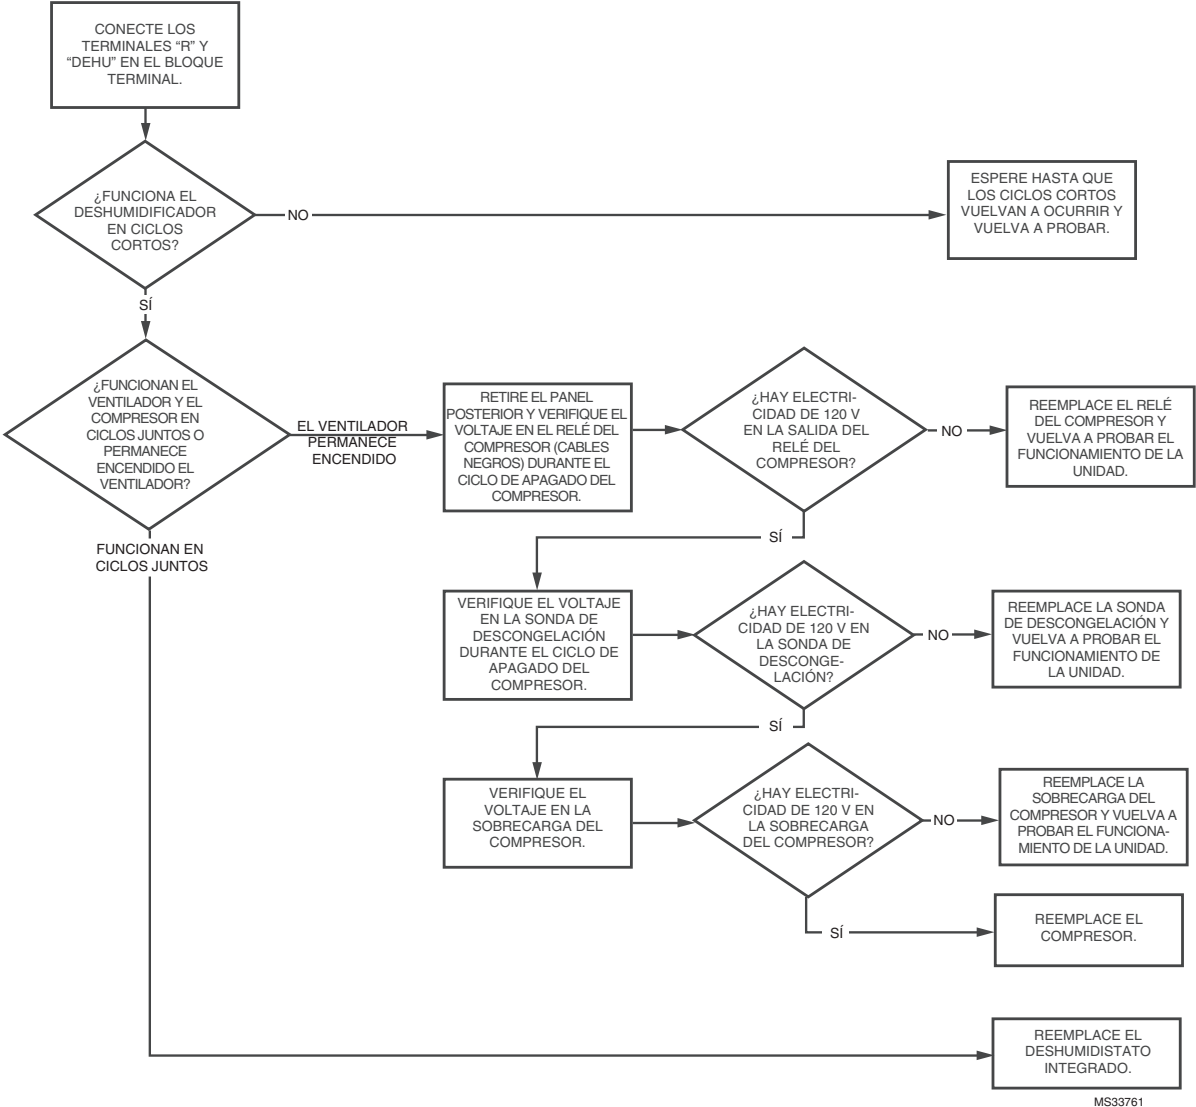 CONECTE LOS
TERMINALES “R” Y
“DEHU” EN EL BLOQUE
TERMINAL.
¿FUNCIONA EL
DESHUMIDIFICADOR
EN CICLOS
CORTOS?
NO
ESPERE HASTA QUE
LOS CICLOS CORTOS
VUELVAN A OCURRIR Y
VUELVA A PROBAR.
SÍ
¿FUNCIONAN EL
VENTILADOR Y EL
COMPRESOR EN
CICLOS JUNTOS O
PERMANECE
ENCENDIDO EL
VENTILADOR?
EL VENTILADOR
PERMANECE
ENCENDIDO
RETIRE EL PANEL
POSTERIOR Y VERIFIQUE EL
VOLTAJE EN EL RELÉ DEL
COMPRESOR (CABLES
NEGROS) DURANTE EL
CICLO DE APAGADO DEL
COMPRESOR.
¿HAY ELECTRI-
CIDAD DE 120 V
EN LA SALIDA DEL
RELÉ DEL
COMPRESOR?
NO
REEMPLACE EL RELÉ
DEL COMPRESOR Y
VUELVA A PROBAR EL
FUNCIONAMIENTO DE LA
UNIDAD.
SÍ
FUNCIONAN EN
CICLOS JUNTOS
VERIFIQUE EL VOLTAJE
EN LA SONDA DE
DESCONGELACIÓN
DURANTE EL CICLO DE
APAGADO DEL
COMPRESOR.
¿HAY ELECTRI-
CIDAD DE 120 V EN
LA SONDA DE
DESCONGE-
LACIÓN?
NO
REEMPLACE LA SONDA
DE DESCONGELACIÓN Y
VUELVA A PROBAR EL
FUNCIONAMIENTO DE
LA UNIDAD.
SÍ
VERIFIQUE EL
VOLTAJE EN LA
SOBRECARGA DEL
COMPRESOR.
¿HAY ELECTRI-
CIDAD DE 120 V EN
LA SOBRECARGA
DEL COMPRESOR?
NO
REEMPLACE LA
SOBRECARGA DEL
COMPRESOR Y VUELVA A
PROBAR EL FUNCIONA-
MIENTO DE LA UNIDAD.
SÍ
REEMPLACE EL
COMPRESOR.
REEMPLACE EL
DESHUMIDISTATO
INTEGRADO.
MS33761